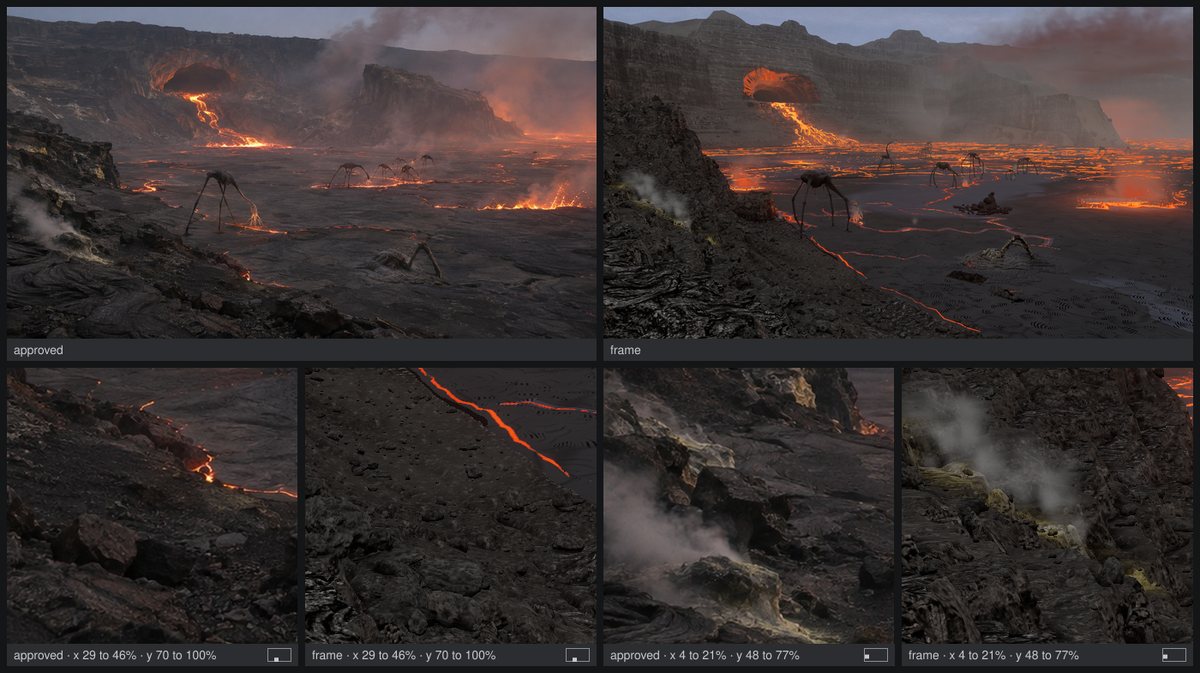 approved
frame
approved · x 29 to 46% · y 70 to 100%
frame · x 29 to 46% · y 70 to 100%
approved · x 4 to 21% · y 48 to 77%
frame · x 4 to 21% · y 48 to 77%